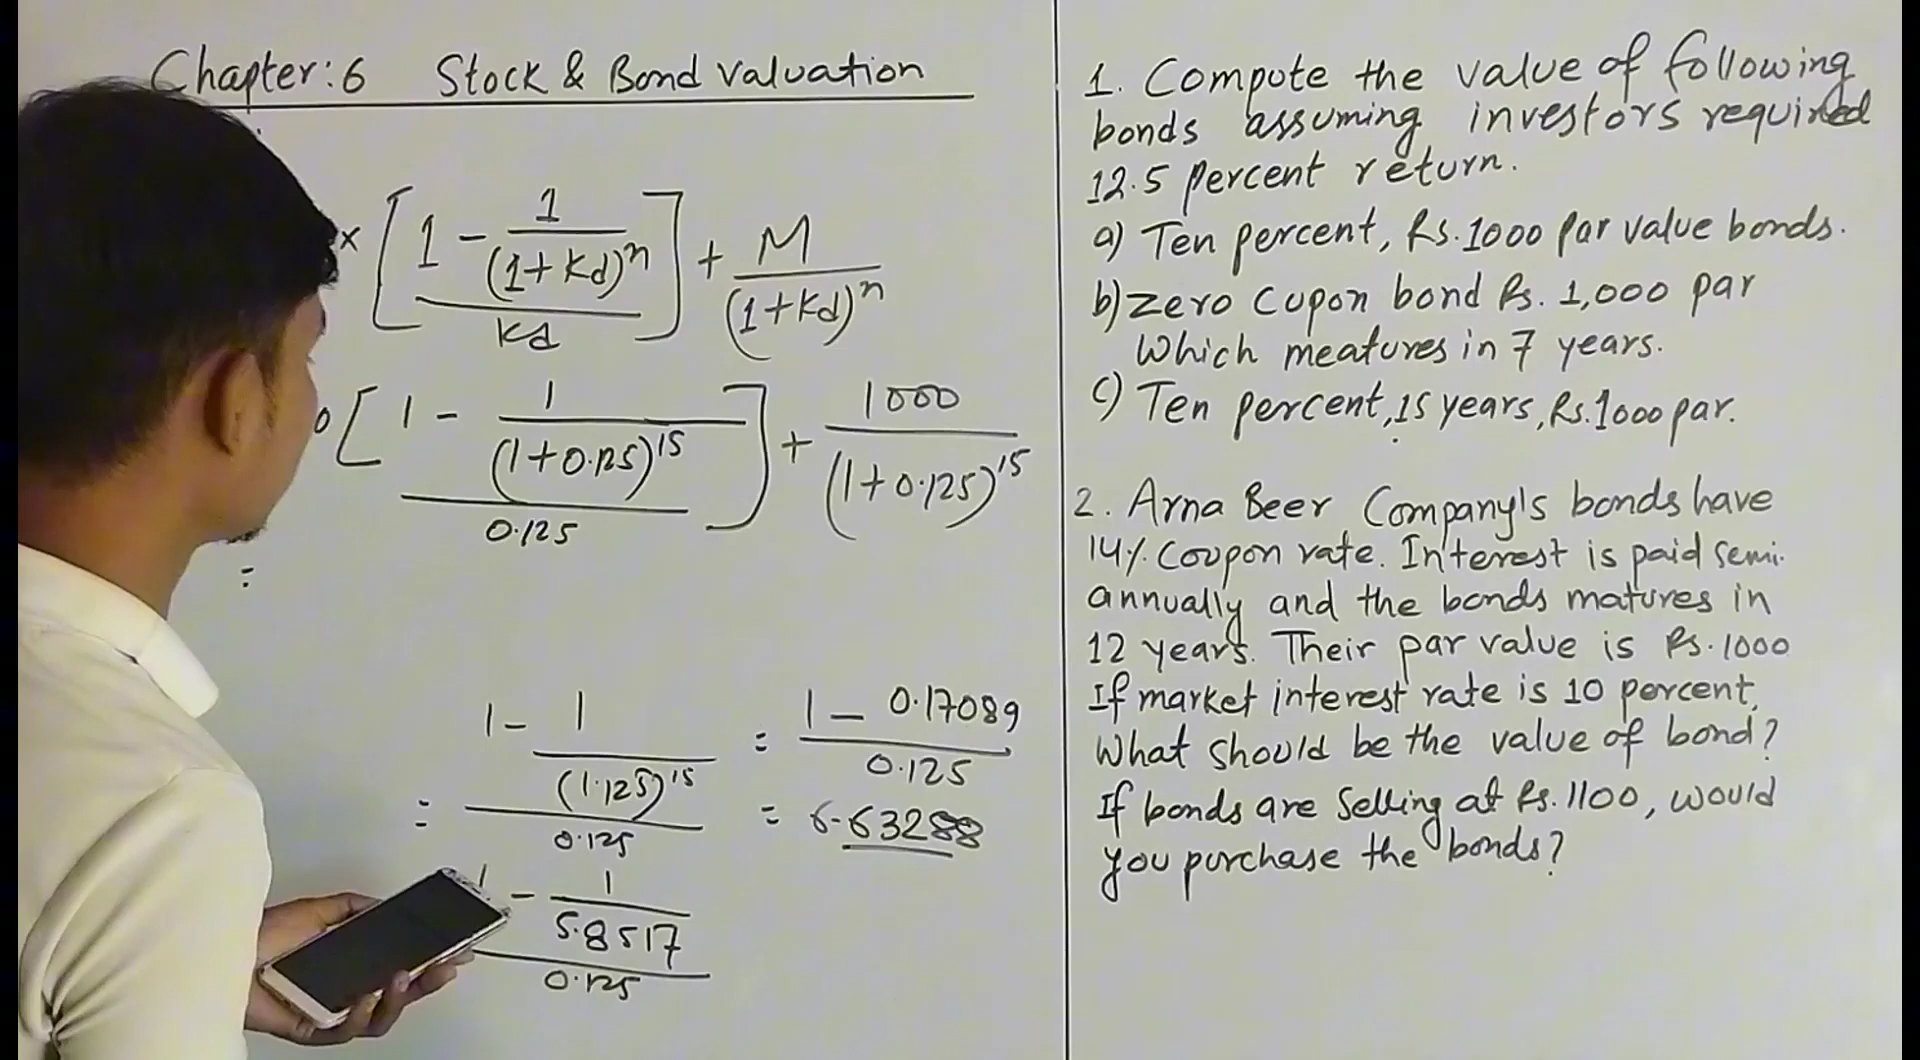 Chapter:6 Stock & Bond valuation
× [1 - 1/(1+kd)^n / kd] + M/(1+kd)^n
0 [1 - 1/(1+0.125)^15 / 0.125] + 1000/(1+0.125)^15
=
= 1 - 1/(1.125)^15 / 0.125 = 1 - 0.17089 / 0.125
= 6.63288
1 - 1/5.8517 / 0.125
1. Compute the value of following
bonds assuming investors required
12.5 percent return.
a) Ten percent, Rs.1000 par value bonds.
b) Zero Cupon bond Rs. 1,000 par
Which meatures in 7 years.
c) Ten percent, 15 years, Rs.1000 par.
2. Arna Beer Company's bonds have
14% Coupon rate. Interest is paid semi-
annually and the bonds matures in
12 years. Their par value is Rs.1000
If market interest rate is 10 percent,
What should be the value of bond?
If bonds are Selling at Rs.1100, would
you purchase the bonds?